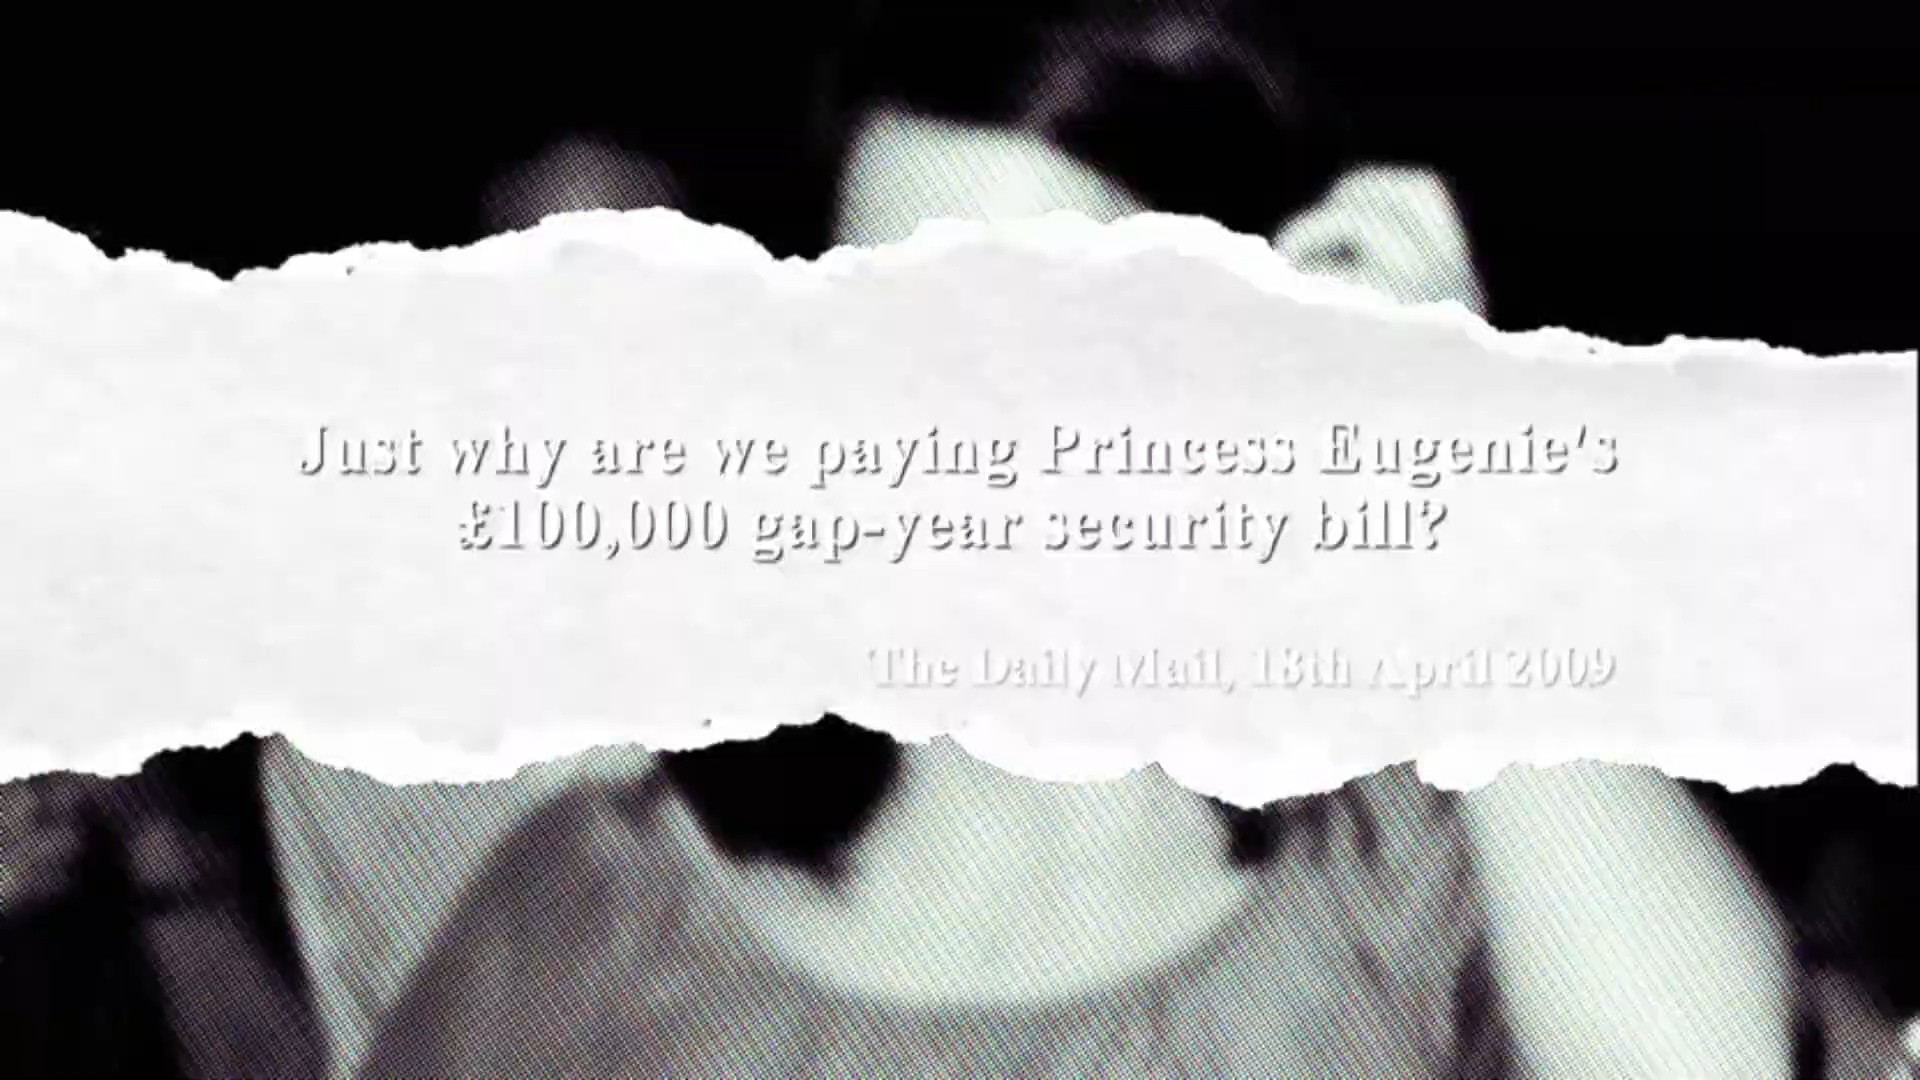 Just why are we paying Princess Eugenie's
£100,000 gap-year security bill?
The Daily Mail, 18th April 2009